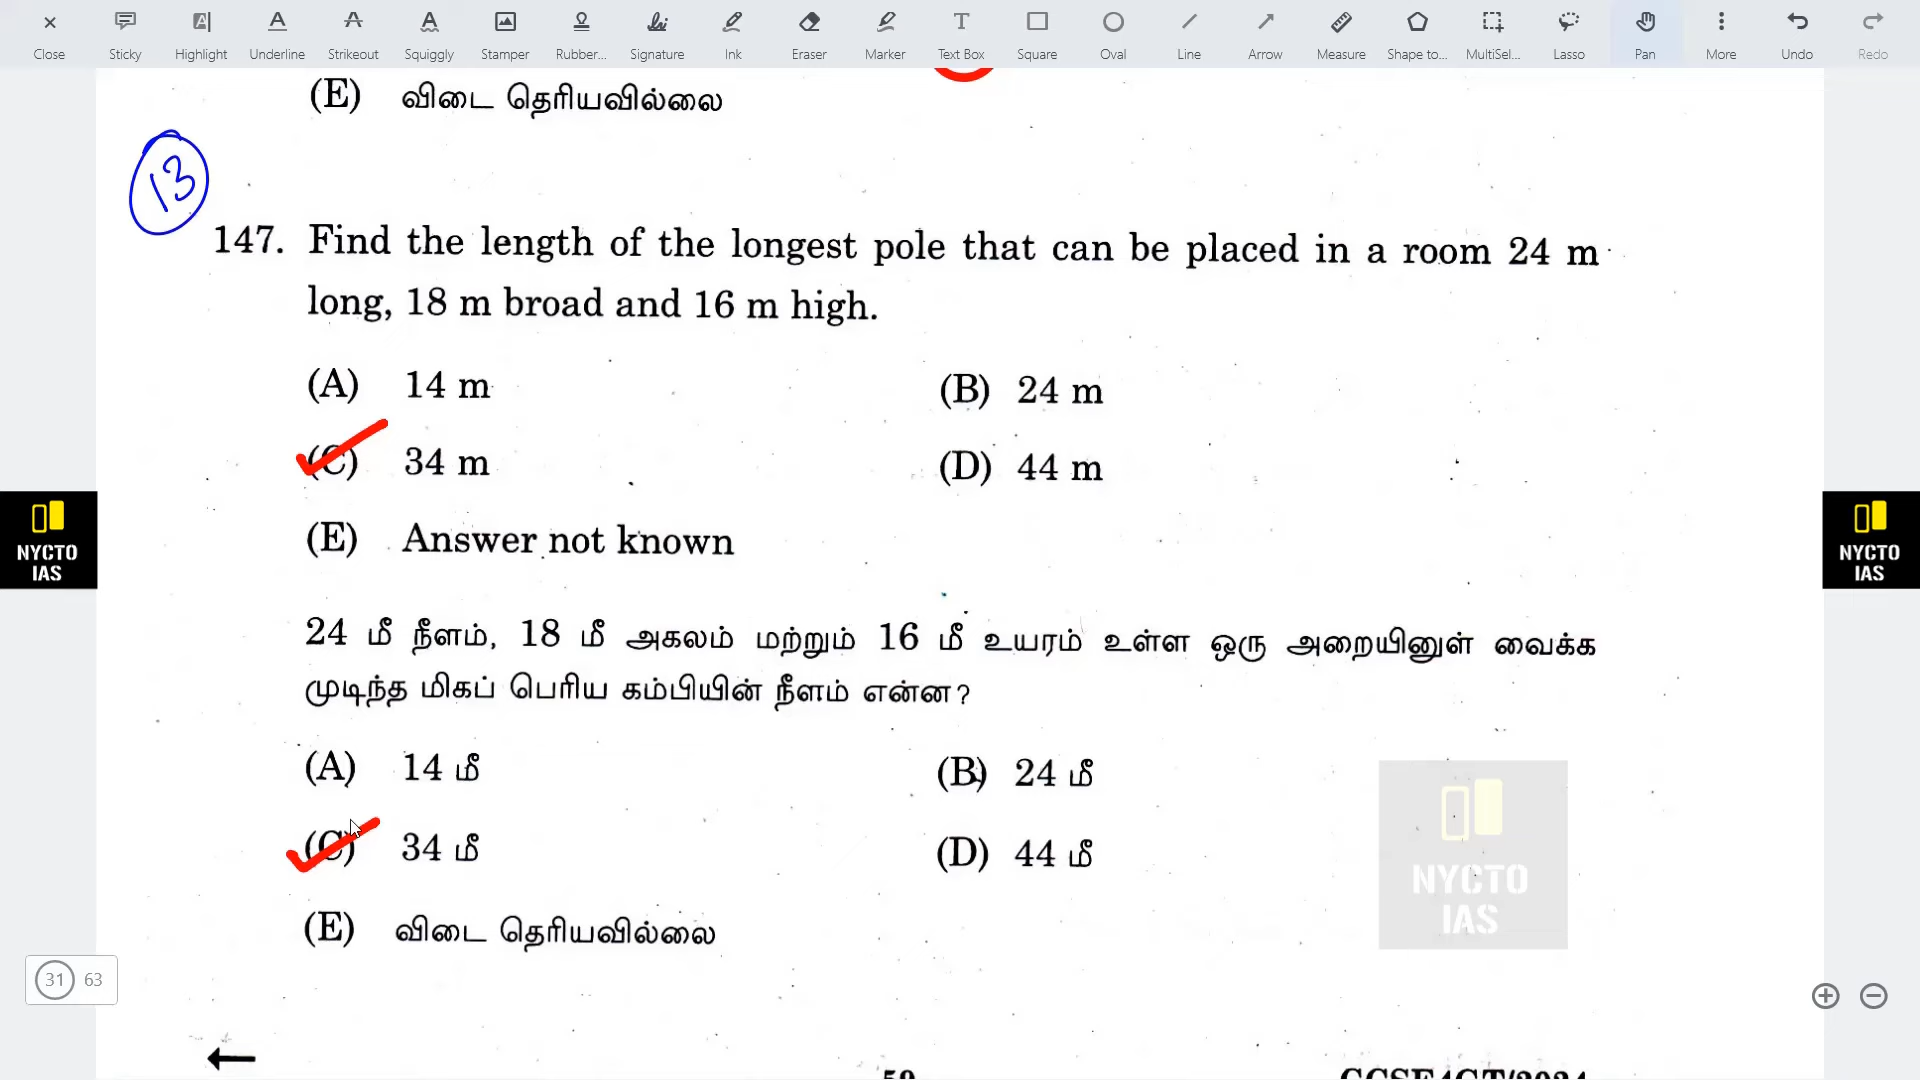 Close Sticky Highlight Underline Strikeout Squiggly Stamper Rubber... Signature Ink Eraser Marker Text Box Square Oval Line Arrow Measure Shape to... MultiSel... Lasso Pan More Undo Redo
(E) விடை தெரியவில்லை
13
147. Find the length of the longest pole that can be placed in a room 24 m
long, 18 m broad and 16 m high.
(A) 14 m (B) 24 m
(C) 34 m (D) 44 m
(E) Answer not known
24 மீ நீளம், 18 மீ அகலம் மற்றும் 16 மீ உயரம் உள்ள ஒரு அறையினுள் வைக்க
முடிந்த மிகப் பெரிய கம்பியின் நீளம் என்ன?
(A) 14 மீ (B) 24 மீ
(C) 34 மீ (D) 44 மீ
(E) விடை தெரியவில்லை
NYCTO
IAS
NYCTO
IAS
NYCTO
IAS
31 63
59